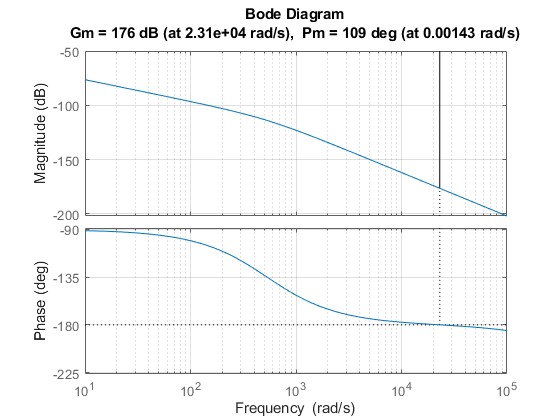 Bode Diagram
Gm = 176 dB (at 2.31e+04 rad/s),  Pm = 109 deg (at 0.00143 rad/s)
Magnitude (dB)
-50
-100
-150
-200
Phase (deg)
-90
-135
-180
-225
10^1 10^2 10^3 10^4 10^5
Frequency  (rad/s)